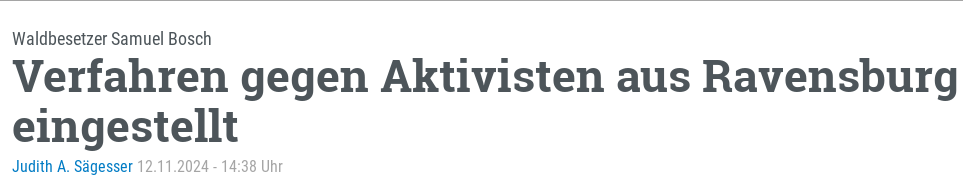 Waldbesetzer Samuel Bosch
Verfahren gegen Aktivisten aus Ravensburg
eingestellt
Judith A. Sägesser 12.11.2024 - 14:38 Uhr